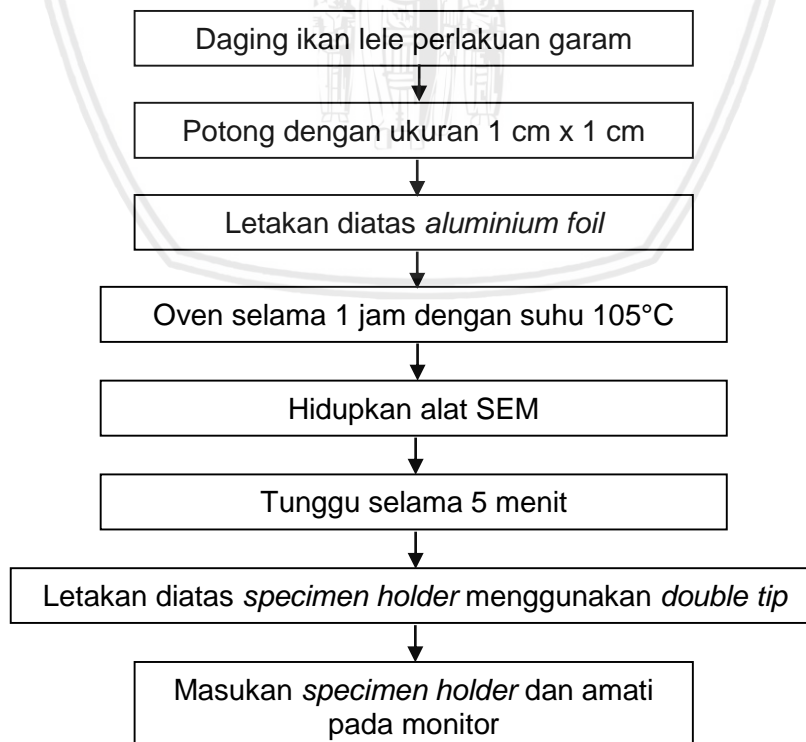 Daging ikan lele perlakuan garam
Potong dengan ukuran 1 cm x 1 cm
Letakan diatas aluminium foil
Oven selama 1 jam dengan suhu 105°C
Hidupkan alat SEM
Tunggu selama 5 menit
Letakan diatas specimen holder menggunakan double tip
Masukan specimen holder dan amati
pada monitor